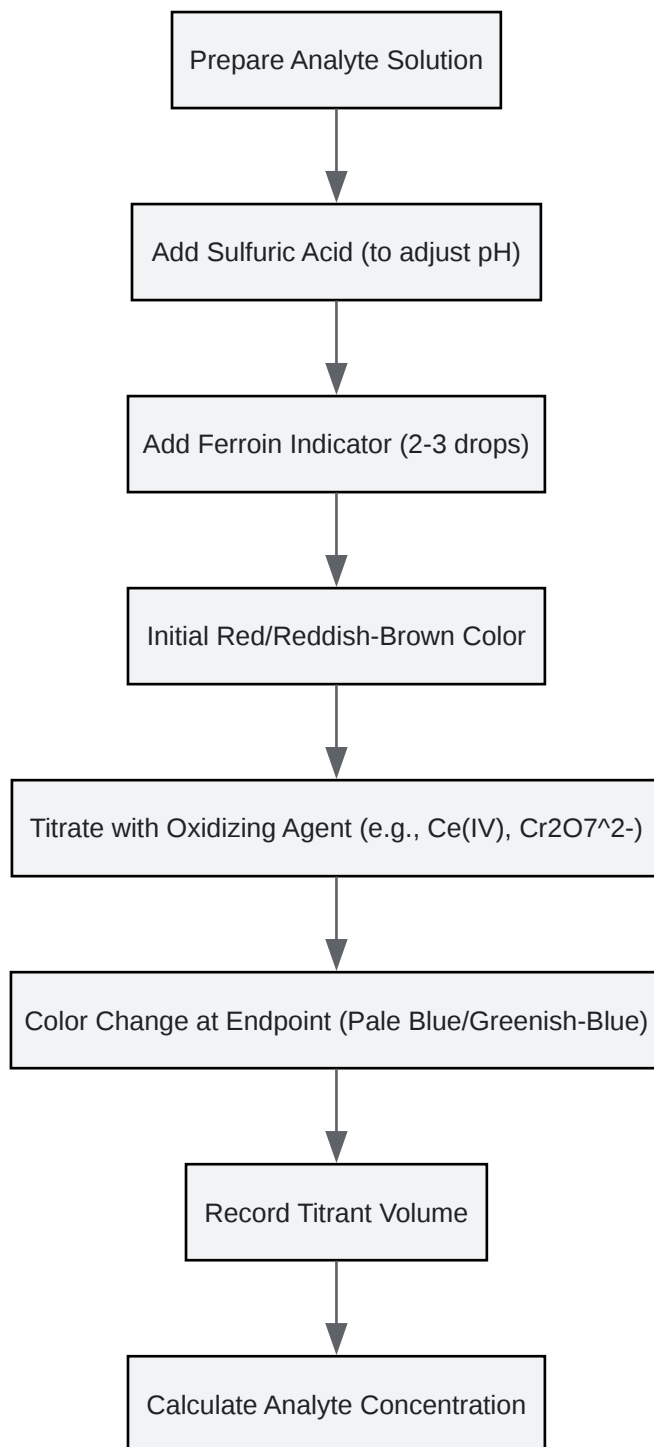 Prepare Analyte Solution
Add Sulfuric Acid (to adjust pH)
Add Ferroin Indicator (2-3 drops)
Initial Red/Reddish-Brown Color
Titrate with Oxidizing Agent (e.g., Ce(IV), Cr2O7^2-)
Color Change at Endpoint (Pale Blue/Greenish-Blue)
Record Titrant Volume
Calculate Analyte Concentration